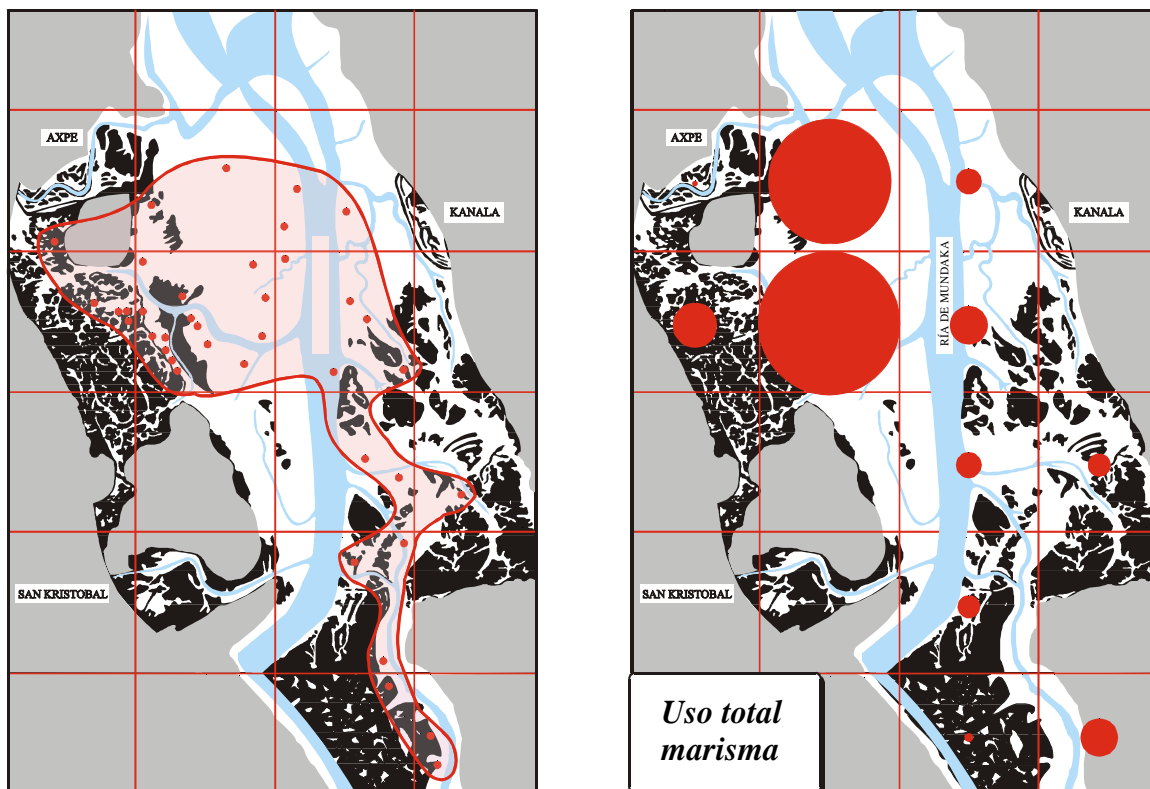 AXPE
KANALA
SAN KRISTOBAL
AXPE
KANALA
RÍA DE MUNDAKA
SAN KRISTOBAL
Uso total
marisma